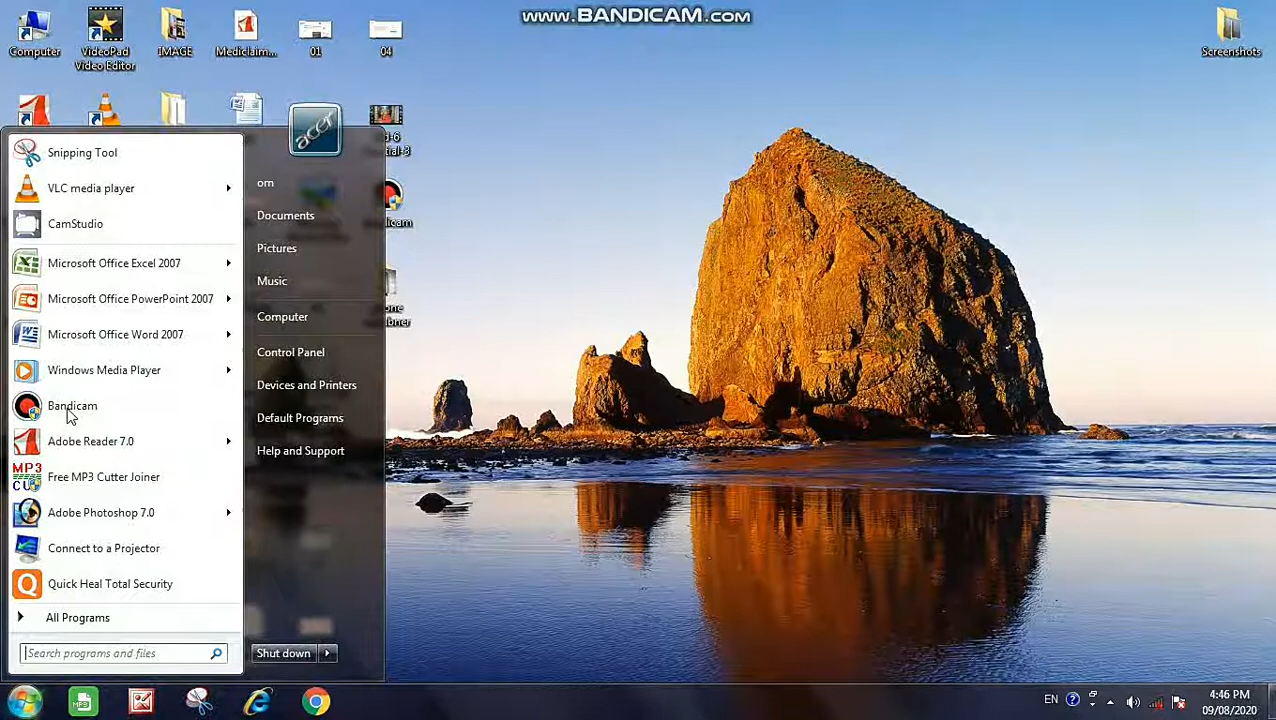 www.BANDICAM.com
Computer
VideoPad
Video Editor
IMAGE
Mediclaim...
01
04
Screenshots
acer
Snipping Tool
VLC media player
CamStudio
Microsoft Office Excel 2007
Microsoft Office PowerPoint 2007
Microsoft Office Word 2007
Windows Media Player
Bandicam
Adobe Reader 7.0
MP3
CU
Free MP3 Cutter Joiner
Adobe Photoshop 7.0
Connect to a Projector
Q
Quick Heal Total Security
All Programs
Search programs and files
om
Documents
Pictures
Music
Computer
Control Panel
Devices and Printers
Default Programs
Help and Support
Shut down
EN
4:46 PM
09/08/2020